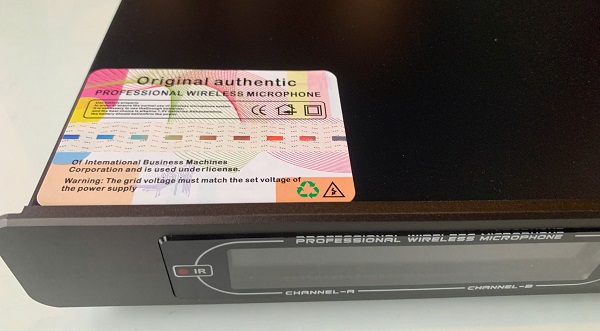 Original authentic
PROFESSIONAL WIRELESS MICROPHONE
CE
Of International Business Machines
Corporation and is used underlicense.
Warning: The grid voltage must match the set voltage of
the power supply
PROFESSIONAL WIRELESS MICROPHONE
IR
CHANNEL-A
CHANNEL-B